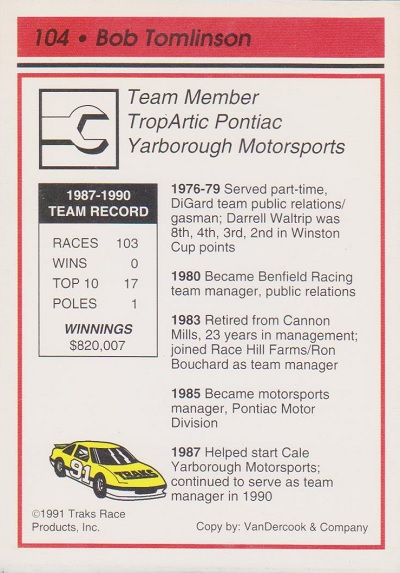 104 • Bob Tomlinson
Team Member
TropArtic Pontiac
Yarborough Motorsports
1987-1990
TEAM RECORD
RACES 103
WINS 0
TOP 10 17
POLES 1
WINNINGS
$820,007
1976-79 Served part-time,
DiGard team public relations/
gasman; Darrell Waltrip was
8th, 4th, 3rd, 2nd in Winston
Cup points
1980 Became Benfield Racing
team manager, public relations
1983 Retired from Cannon
Mills, 23 years in management;
joined Race Hill Farms/Ron
Bouchard as team manager
1985 Became motorsports
manager, Pontiac Motor
Division
1987 Helped start Cale
Yarborough Motorsports;
continued to serve as team
manager in 1990
11
91
TRAKS
©1991 Traks Race
Products, Inc.
Copy by: VanDercook & Company